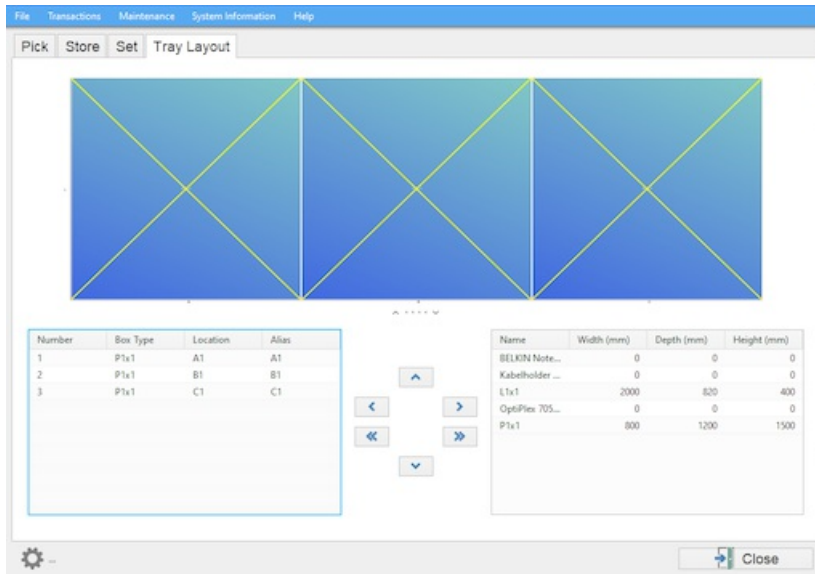 File Transactions Maintenance System Information Help
Pick Store Set Tray Layout
Number Box Type Location Alias
1 P1x1 A1 A1
2 P1x1 B1 B1
3 P1x1 C1 C1
Name Width (mm) Depth (mm) Height (mm)
BELKIN Note... 0 0 0
Kabelholder ... 0 0 0
L1x1 2000 820 400
OptiPlex 705... 0 0 0
P1x1 800 1200 1500
... Close